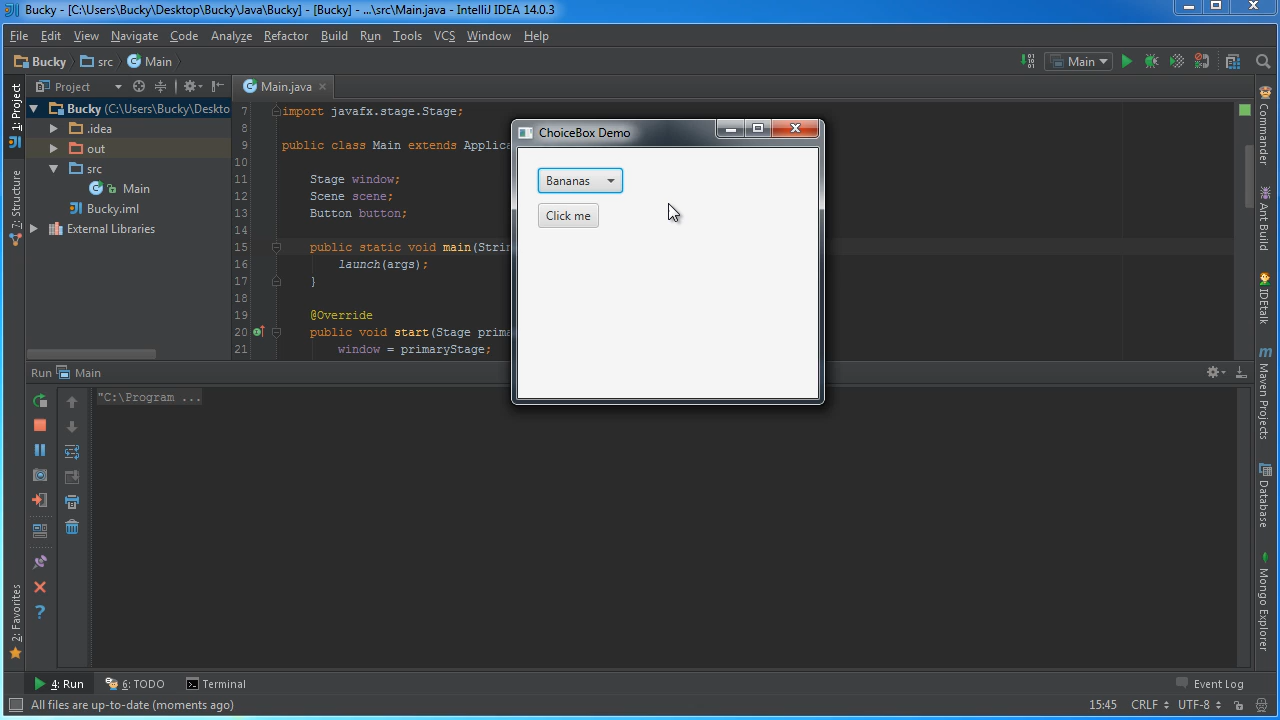 Bucky - [C:\Users\Bucky\Desktop\Bucky\Java\Bucky] - [Bucky] - ...\src\Main.java - IntelliJ IDEA 14.0.3
File Edit View Navigate Code Analyze Refactor Build Run Tools VCS Window Help
Bucky src Main
Main
1: Project
Project
Main.java
Bucky (C:\Users\Bucky\Deskto
.idea
out
src
Main
Bucky.iml
External Libraries
7: Structure
7 import javafx.stage.Stage;
8
9 public class Main extends Applica
10
11 Stage window;
12 Scene scene;
13 Button button;
14
15 public static void main(Strin
16 launch(args);
17 }
18
19 @Override
20 public void start(Stage prima
21 window = primaryStage;
ChoiceBox Demo
Bananas
Click me
Commander
Ant Build
IDEtalk
m Maven Projects
Database
Mongo Explorer
Run Main
"C:\Program ...
2: Favorites
4: Run 6: TODO Terminal
Event Log
All files are up-to-date (moments ago)
15:45 CRLF UTF-8